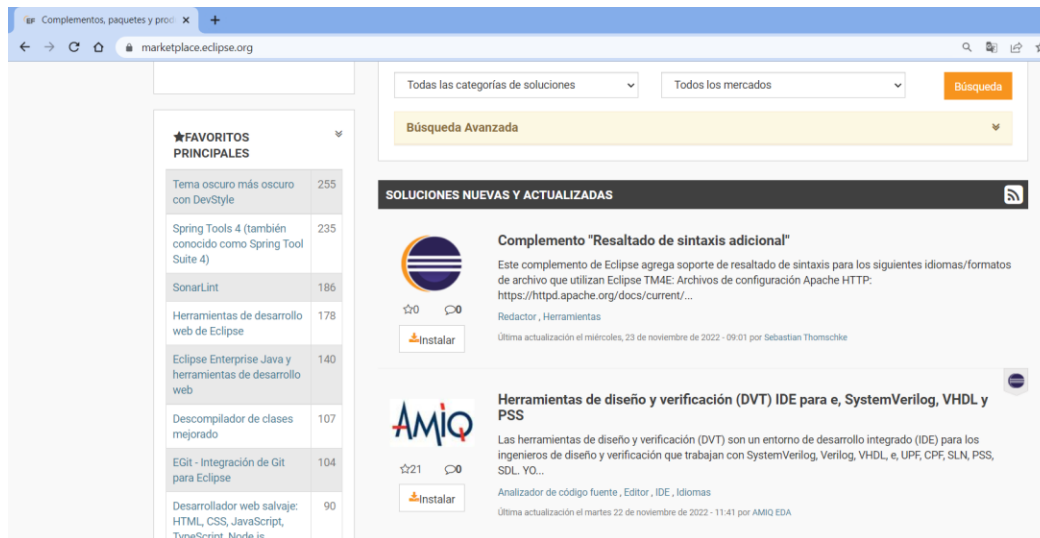 Complementos, paquetes y prod
marketplace.eclipse.org
Todas las categorías de soluciones
Todos los mercados
Búsqueda
Búsqueda Avanzada
FAVORITOS
PRINCIPALES
Tema oscuro más oscuro
con DevStyle
255
Spring Tools 4 (también
conocido como Spring Tool
Suite 4)
235
SonarLint
186
Herramientas de desarrollo
web de Eclipse
178
Eclipse Enterprise Java y
herramientas de desarrollo
web
140
Descompilador de clases
mejorado
107
EGit - Integración de Git
para Eclipse
104
Desarrollador web salvaje:
HTML, CSS, JavaScript,
TypeScript, Node.js
90
SOLUCIONES NUEVAS Y ACTUALIZADAS
Complemento "Resaltado de sintaxis adicional"
Este complemento de Eclipse agrega soporte de resaltado de sintaxis para los siguientes idiomas/formatos
de archivo que utilizan Eclipse TM4E: Archivos de configuración Apache HTTP:
https://httpd.apache.org/docs/current/...
0 0
Redactor , Herramientas
Instalar
Última actualización el miércoles, 23 de noviembre de 2022 - 09:01 por Sebastian Thomschke
AMIQ
Herramientas de diseño y verificación (DVT) IDE para e, SystemVerilog, VHDL y
PSS
Las herramientas de diseño y verificación (DVT) son un entorno de desarrollo integrado (IDE) para los
ingenieros de diseño y verificación que trabajan con SystemVerilog, Verilog, VHDL, e, UPF, CPF, SLN, PSS,
SDL. YO...
21 0
Analizador de código fuente , Editor , IDE , Idiomas
Instalar
Última actualización el martes 22 de noviembre de 2022 - 11:41 por AMIQ EDA